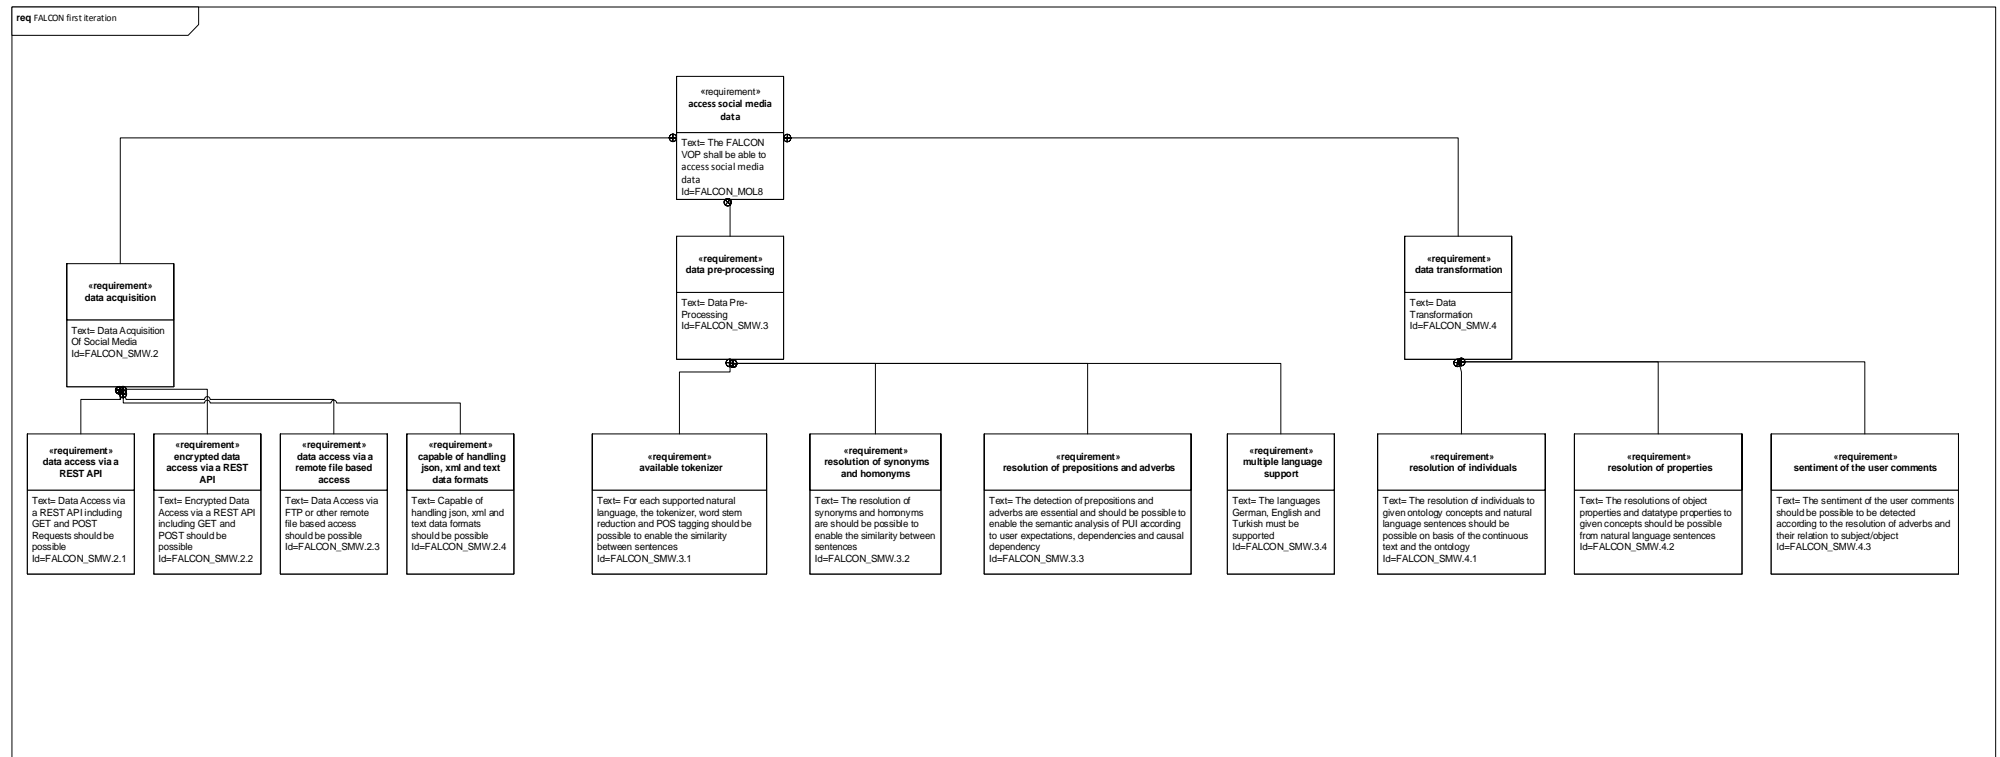 req FALCON first iteration
«requirement»
access social media
data
Text= The FALCON
VOP shall be able to
access social media
data
Id=FALCON_MOL8
«requirement»
data acquisition
Text= Data Acquisition
Of Social Media
Id=FALCON_SMW.2
«requirement»
data pre-processing
Text= Data Pre-
Processing
Id=FALCON_SMW.3
«requirement»
data transformation
Text= Data
Transformation
Id=FALCON_SMW.4
«requirement»
data access via a
REST API
Text= Data Access via
a REST API including
GET and POST
Requests should be
possible
Id=FALCON_SMW.2.1
«requirement»
encrypted data
access via a REST
API
Text= Encrypted Data
Access via a REST API
including GET and
POST should be
possible
Id=FALCON_SMW.2.2
«requirement»
data access via a
remote file based
access
Text= Data Access via
FTP or other remote
file based access
should be possible
Id=FALCON_SMW.2.3
«requirement»
capable of handling
json, xml and text
data formats
Text= Capable of
handling json, xml and
text data formats
should be possible
Id=FALCON_SMW.2.4
«requirement»
available tokenizer
Text= For each supported natural
language, the tokenizer, word stem
reduction and POS tagging should be
possible to enable the similarity
between sentences
Id=FALCON_SMW.3.1
«requirement»
resolution of synonyms
and homonyms
Text= The resolution of
synonyms and homonyms
are should be possible to
enable the similarity between
sentences
Id=FALCON_SMW.3.2
«requirement»
resolution of prepositions and adverbs
Text= The detection of prepositions and
adverbs are essential and should be possible to
enable the semantic analysis of PUI according
to user expectations, dependencies and causal
dependency
Id=FALCON_SMW.3.3
«requirement»
multiple language
support
Text= The languages
German, English and
Turkish must be
supported
Id=FALCON_SMW.3.4
«requirement»
resolution of individuals
Text= The resolution of individuals to
given ontology concepts and natural
language sentences should be
possible on basis of the continuous
text and the ontology
Id=FALCON_SMW.4.1
«requirement»
resolution of properties
Text= The resolutions of object
properties and datatype properties to
given concepts should be possible
from natural language sentences
Id=FALCON_SMW.4.2
«requirement»
sentiment of the user comments
Text= The sentiment of the user comments
should be possible to be detected
according to the resolution of adverbs and
their relation to subject/object
Id=FALCON_SMW.4.3